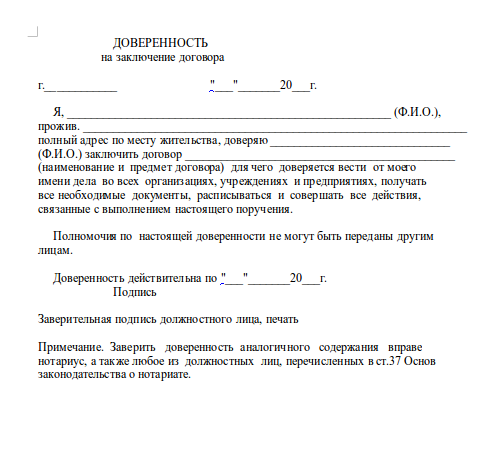 ДОВЕРЕННОСТЬ
на заключение договора
г.____________ "___"_______20___г.
Я, ______________________________________________________ (Ф.И.О.),
прожив. ________________________________________________________________
полный адрес по месту жительства, доверяю ______________________________
(Ф.И.О.) заключить договор _____________________________________________
(наименование и предмет договора) для чего доверяется вести от моего
имени дела во всех организациях, учреждениях и предприятиях, получать
все необходимые документы, расписываться и совершать все действия,
связанные с выполнением настоящего поручения.
Полномочия по настоящей доверенности не могут быть переданы другим
лицам.
Доверенность действительна по "___"_______20___г.
Подпись
Заверительная подпись должностного лица, печать
Примечание. Заверить доверенность аналогичного содержания вправе
нотариус, а также любое из должностных лиц, перечисленных в ст.37 Основ
законодательства о нотариате.